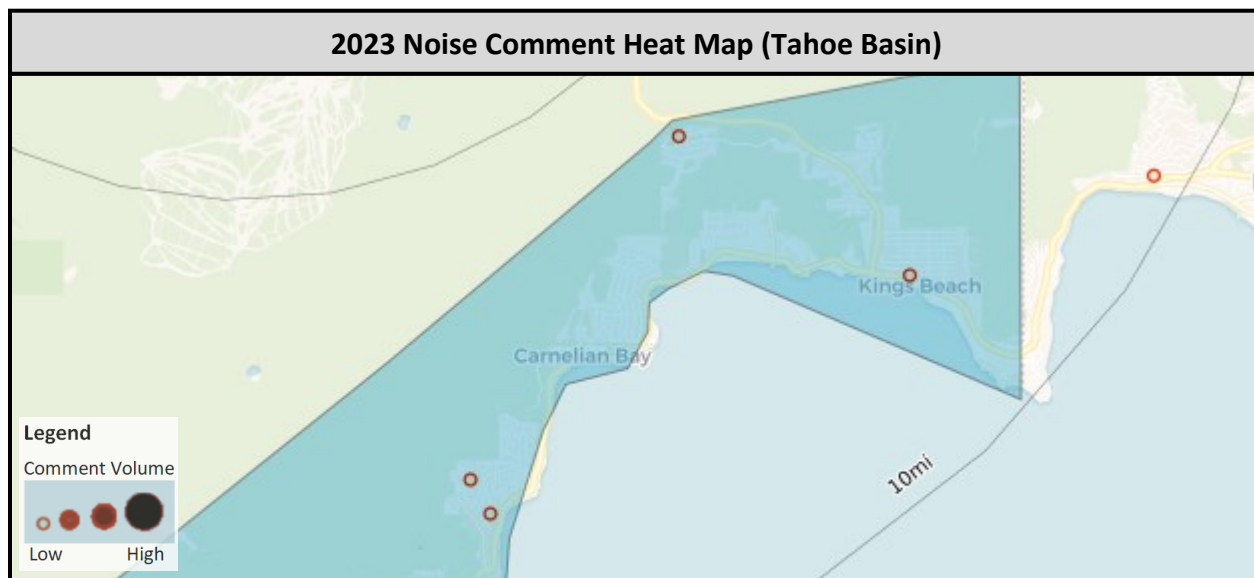 2023 Noise Comment Heat Map (Tahoe Basin)
Kings Beach
Carnelian Bay
10mi
Legend
Comment Volume
Low High